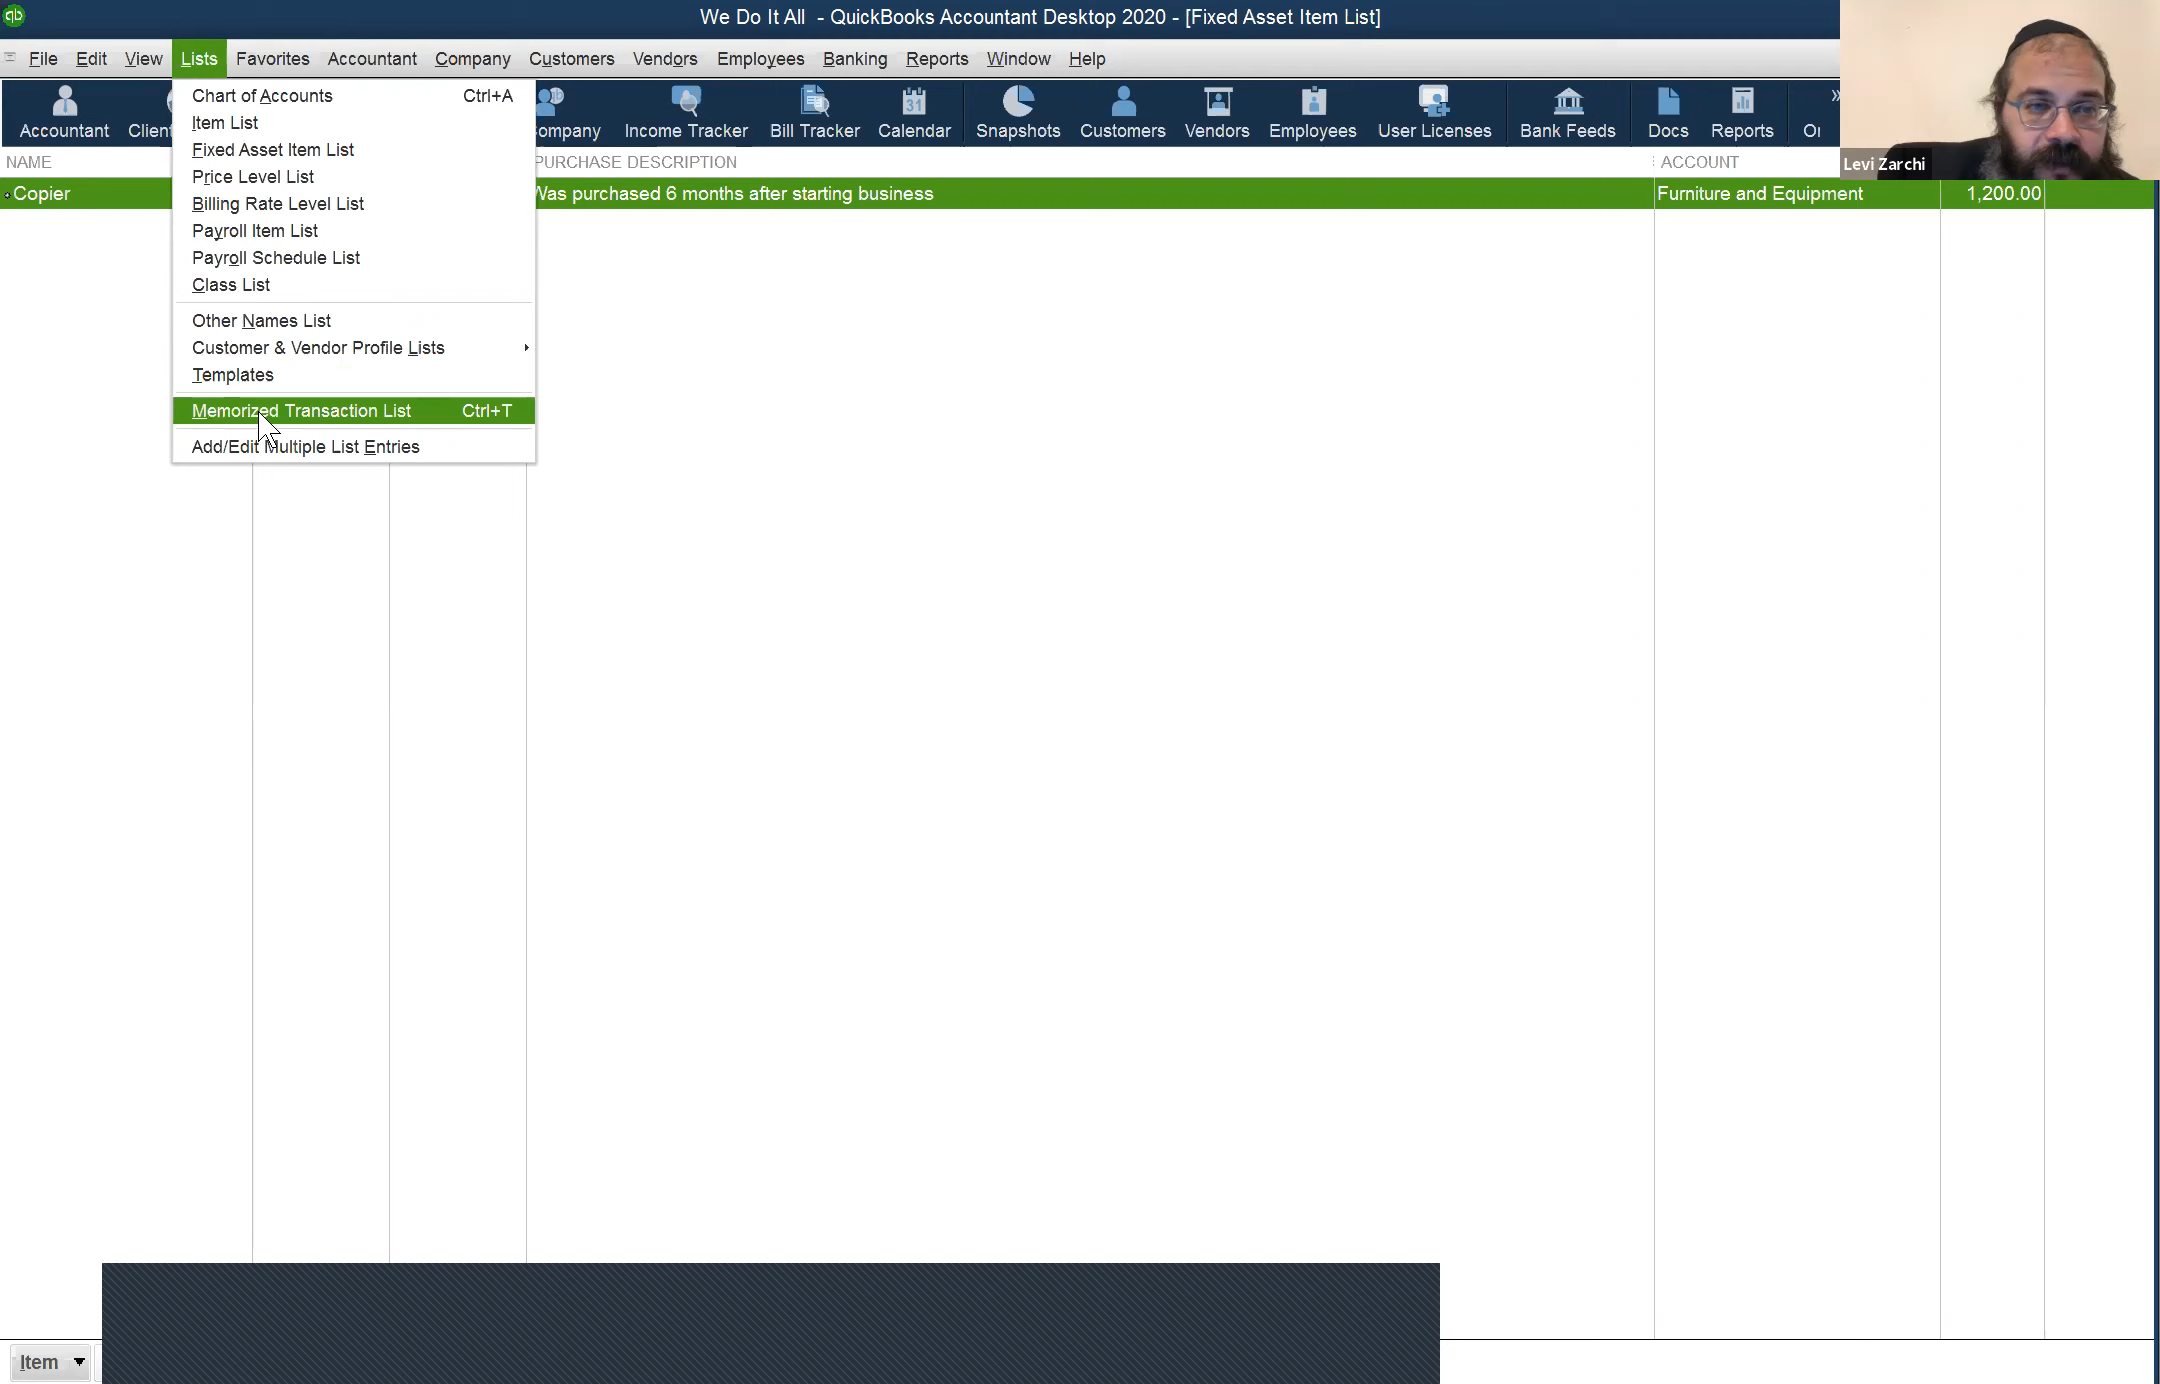 We Do It All - QuickBooks Accountant Desktop 2020 - [Fixed Asset Item List]
File Edit View Lists Favorites Accountant Company Customers Vendors Employees Banking Reports Window Help
Accountant Income Tracker Bill Tracker Calendar Snapshots Customers Vendors Employees User Licenses Bank Feeds Docs Reports
31
Levi Zarchi
NAME PURCHASE DESCRIPTION ACCOUNT
Copier Was purchased 6 months after starting business Furniture and Equipment 1,200.00
Chart of Accounts Ctrl+A
Item List
Fixed Asset Item List
Price Level List
Billing Rate Level List
Payroll Item List
Payroll Schedule List
Class List
Other Names List
Customer & Vendor Profile Lists
Templates
Memorized Transaction List Ctrl+T
Add/Edit Multiple List Entries
Item